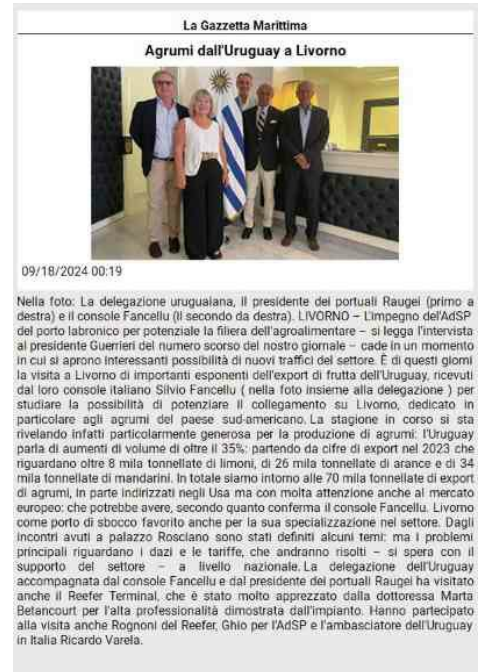 La Gazzetta Marittima
Agrumi dall'Uruguay a Livorno
09/18/2024 00:19
Nella foto: La delegazione uruguaiana, il presidente dei portuali Raugei (primo a
destra) e il console Fancellu (il secondo da destra). LIVORNO – L'impegno del'AdSP
del porto labronico per potenziale la filiera dell'agroalimentare – si legga l'intervista
al presidente Guerrieri del numero scorso del nostro giornale – cade in un momento
in cui si aprono interessanti possibilità di nuovi traffici del settore. È di questi giorni
la visita a Livorno di importanti esponenti dell'export di frutta dell'Uruguay, ricevuti
dal loro console italiano Silvio Fancellu ( nella foto insieme alla delegazione ) per
studiare la possibilità di potenziare il collegamento su Livorno, dedicato in
particolare agli agrumi del paese sud-americano. La stagione in corso si sta
rivelando infatti particolarmente generosa per la produzione di agrumi: l'Uruguay
parla di aumenti di volume di oltre il 35%: partendo da cifre di export nel 2023 che
riguardano oltre 8 mila tonnellate di limoni, di 26 mila tonnellate di arance e di 34
mila tonnellate di mandarini. In totale siamo intorno alle 70 mila tonnellate di export
di agrumi, in parte indirizzati negli Usa ma con molta attenzione anche al mercato
europeo: che potrebbe avere, secondo quanto conferma il console Fancellu. Livorno
come porto di sbocco favorito anche per la sua specializzazione nel settore. Dagli
incontri avuti a palazzo Rosciano sono stati definiti alcuni temi: ma i problemi
principali riguardano i dazi e le tariffe, che andranno risolti – si spera con il
supporto del settore – a livello nazionale. La delegazione dell'Uruguay
accompagnata dal console Fancellu e dal presidente dei portuali Raugei ha visitato
anche il Reefer Terminal, che è stato molto apprezzato dalla dottoressa Marta
Betancourt per l'alta professionalità dimostrata dall'impianto. Hanno partecipato
alla visita anche Rognoni del Reefer, Ghio per l'AdSP e l'ambasciatore dell'Uruguay
in Italia Ricardo Varela.